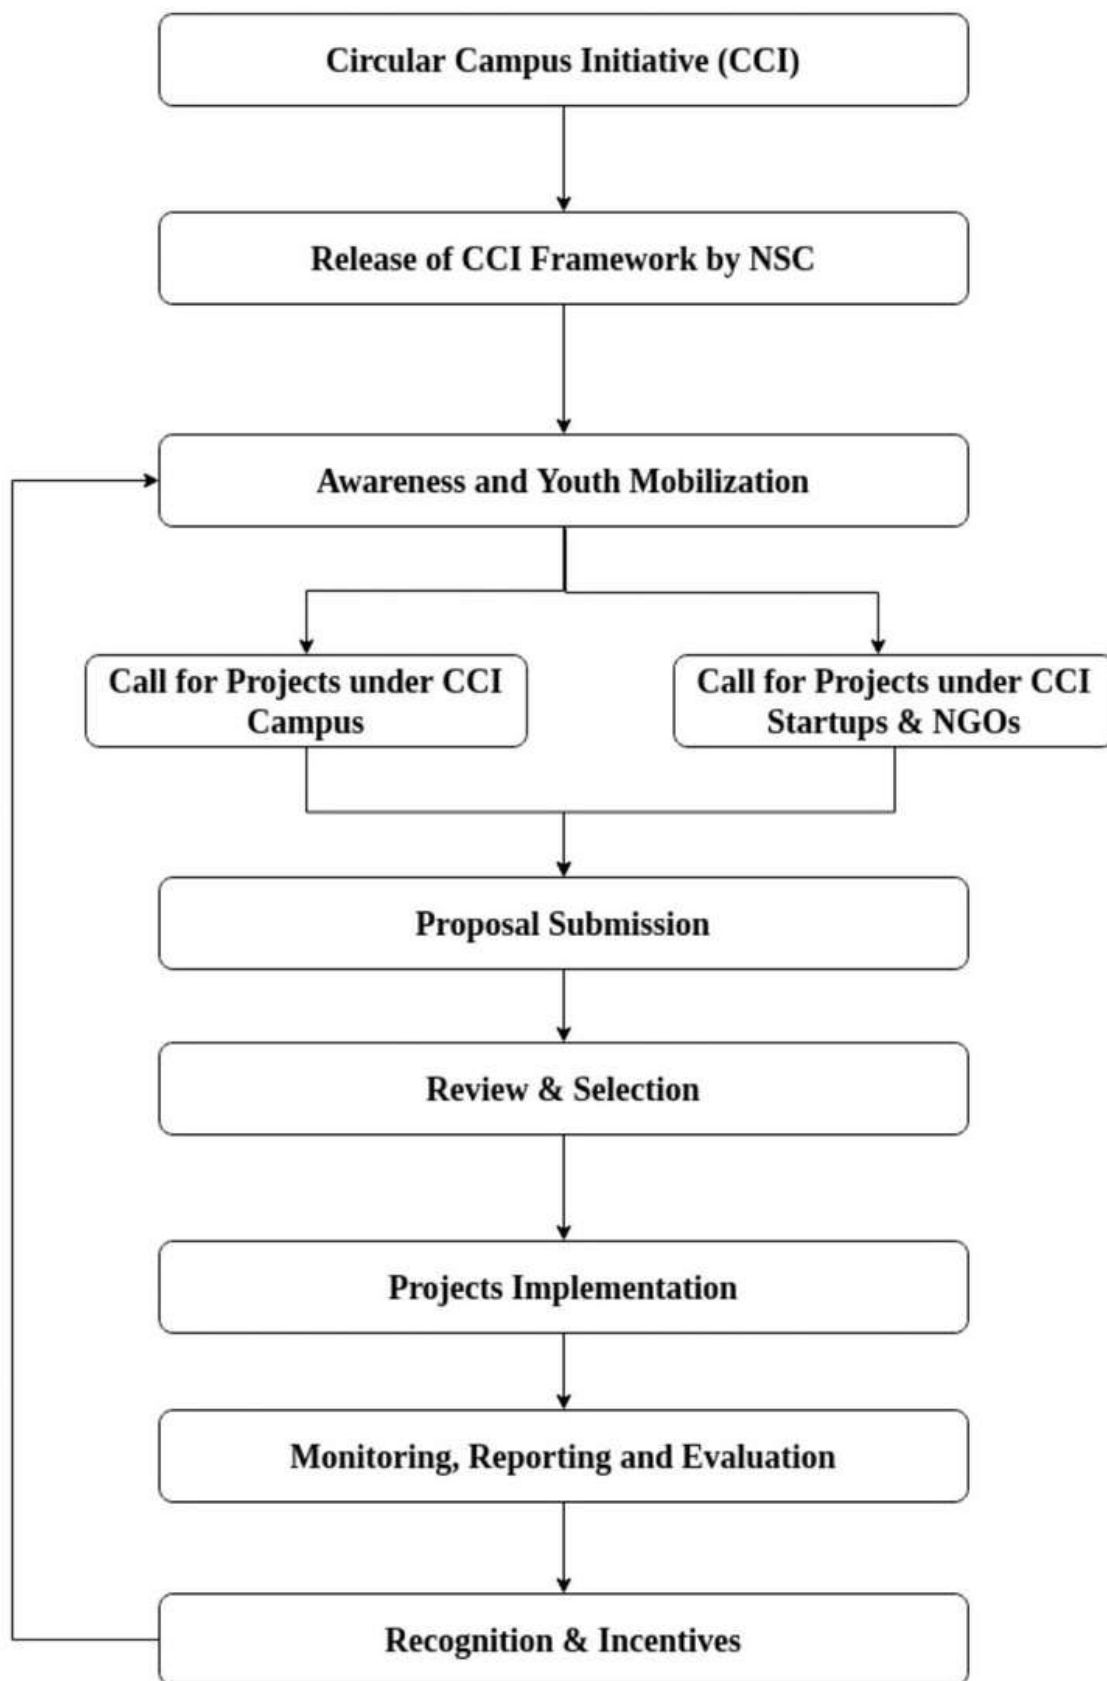 Circular Campus Initiative (CCI)
Release of CCI Framework by NSC
Awareness and Youth Mobilization
Call for Projects under CCI
Campus
Call for Projects under CCI
Startups & NGOs
Proposal Submission
Review & Selection
Projects Implementation
Monitoring, Reporting and Evaluation
Recognition & Incentives